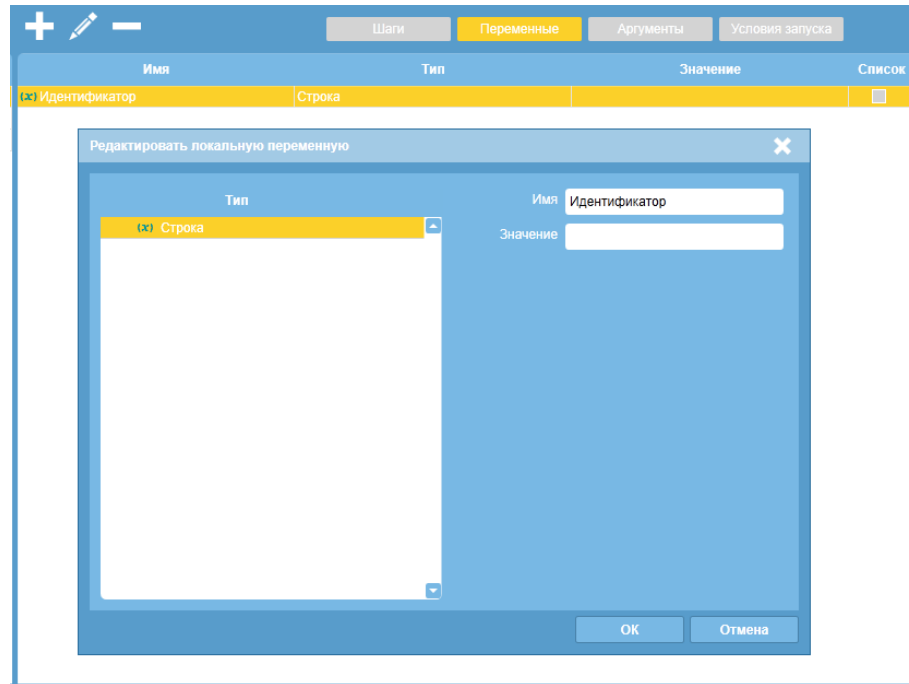 Шаги Переменные Аргументы Условия запуска
Имя Тип Значение Список
(x) Идентификатор Строка
Редактировать локальную переменную
Тип
Имя Идентификатор
(x) Строка
Значение
ОК Отмена